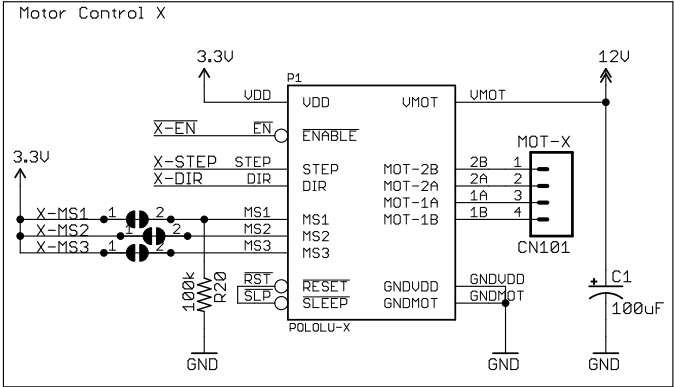 Motor Control X
3.3V
12V
P1
VDD
VDD
VMOT
VMOT
X-EN
EN
ENABLE
MOT-X
3.3V
X-STEP
STEP
STEP
MOT-2B
2B
1
X-DIR
DIR
DIR
MOT-2A
2A
2
MOT-1A
1A
3
X-MS1
1
2
MS1
MS1
MOT-1B
1B
4
X-MS2
1
2
MS2
MS2
X-MS3
1
2
MS3
MS3
CN101
100k
R20
RST
RESET
GNDVDD
GNDVDD
SLP
SLEEP
GNDMOT
GNDMOT
+
C1
100uF
POLOLU-X
GND
GND
GND